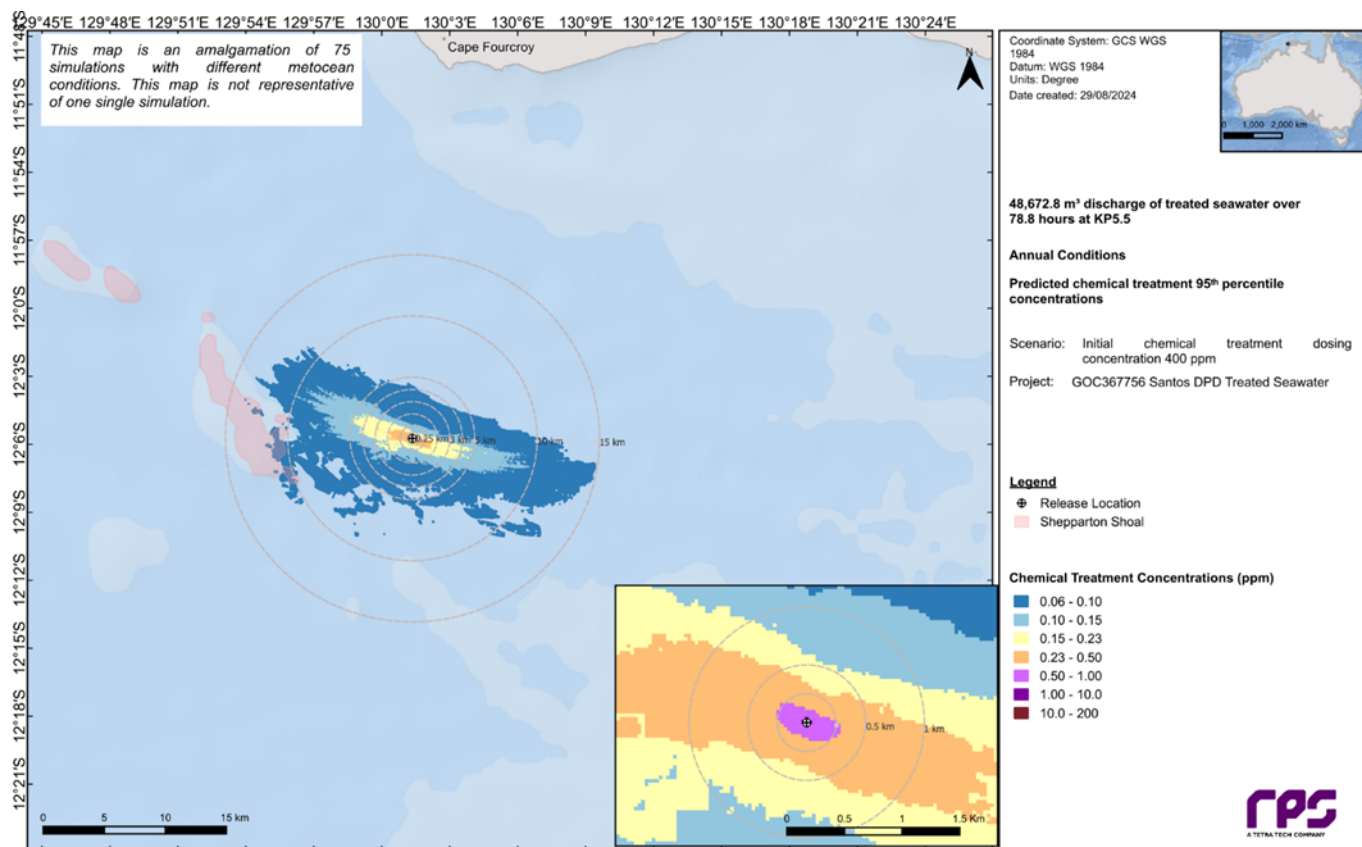 129°45'E 129°48'E 129°51'E 129°54'E 129°57'E 130°0'E 130°3'E 130°6'E 130°9'E 130°12'E 130°15'E 130°18'E 130°21'E 130°24'E
11°48'S
11°51'S
11°54'S
11°57'S
12°0'S
12°3'S
12°6'S
12°9'S
12°12'S
12°15'S
12°18'S
12°21'S
This map is an amalgamation of 75
simulations with different metocean
conditions. This map is not representative
of one single simulation.
Cape Fourcroy
N
0.25 km 3 km 5 km 10 km 15 km
0 5 10 15 km
0.5 km 1 km
0 0.5 1 1.5 Km
Coordinate System: GCS WGS
1984
Datum: WGS 1984
Units: Degree
Date created: 29/08/2024
0 1,000 2,000 km
48,672.8 m³ discharge of treated seawater over
78.8 hours at KP5.5
Annual Conditions
Predicted chemical treatment 95th percentile
concentrations
Scenario: Initial chemical treatment dosing
concentration 400 ppm
Project: GOC367756 Santos DPD Treated Seawater
Legend
Release Location
Shepparton Shoal
Chemical Treatment Concentrations (ppm)
0.06 - 0.10
0.10 - 0.15
0.15 - 0.23
0.23 - 0.50
0.50 - 1.00
1.00 - 10.0
10.0 - 200
rps
A TETRA TECH COMPANY